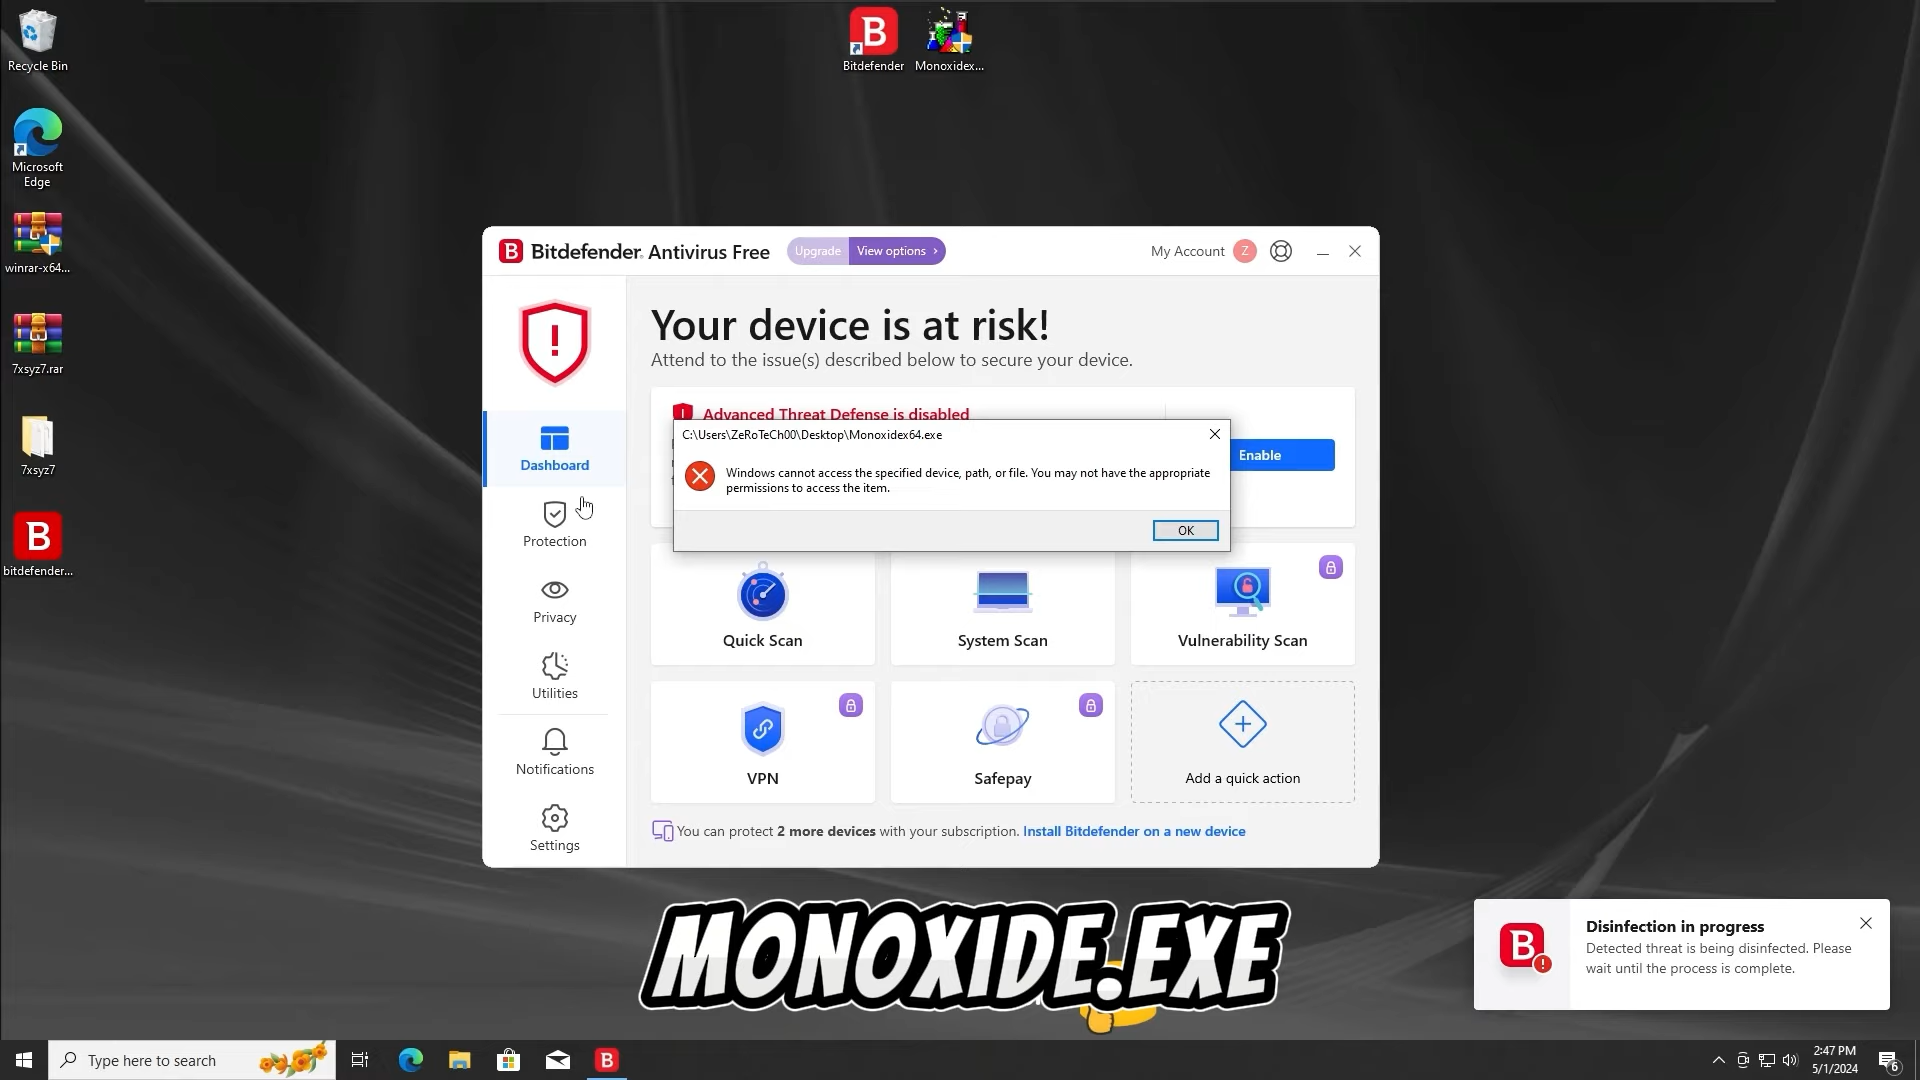 Recycle Bin
Bitdefender
Monoxidex...
Microsoft
Edge
winrar-x64...
7xsyz7.rar
7xsyz7
bitdefender...
Bitdefender Antivirus Free
Upgrade
View options
My Account
Z
Your device is at risk!
Attend to the issue(s) described below to secure your device.
Advanced Threat Defense is disabled
Enable
C:\Users\ZeRoTeCh00\Desktop\Monoxidex64.exe
Windows cannot access the specified device, path, or file. You may not have the appropriate
permissions to access the item.
OK
Dashboard
Protection
Privacy
Utilities
Notifications
Settings
Quick Scan
System Scan
Vulnerability Scan
VPN
Safepay
Add a quick action
You can protect 2 more devices with your subscription. Install Bitdefender on a new device
MONOXIDE.EXE
Disinfection in progress
Detected threat is being disinfected. Please
wait until the process is complete.
Type here to search
2:47 PM
5/1/2024
6